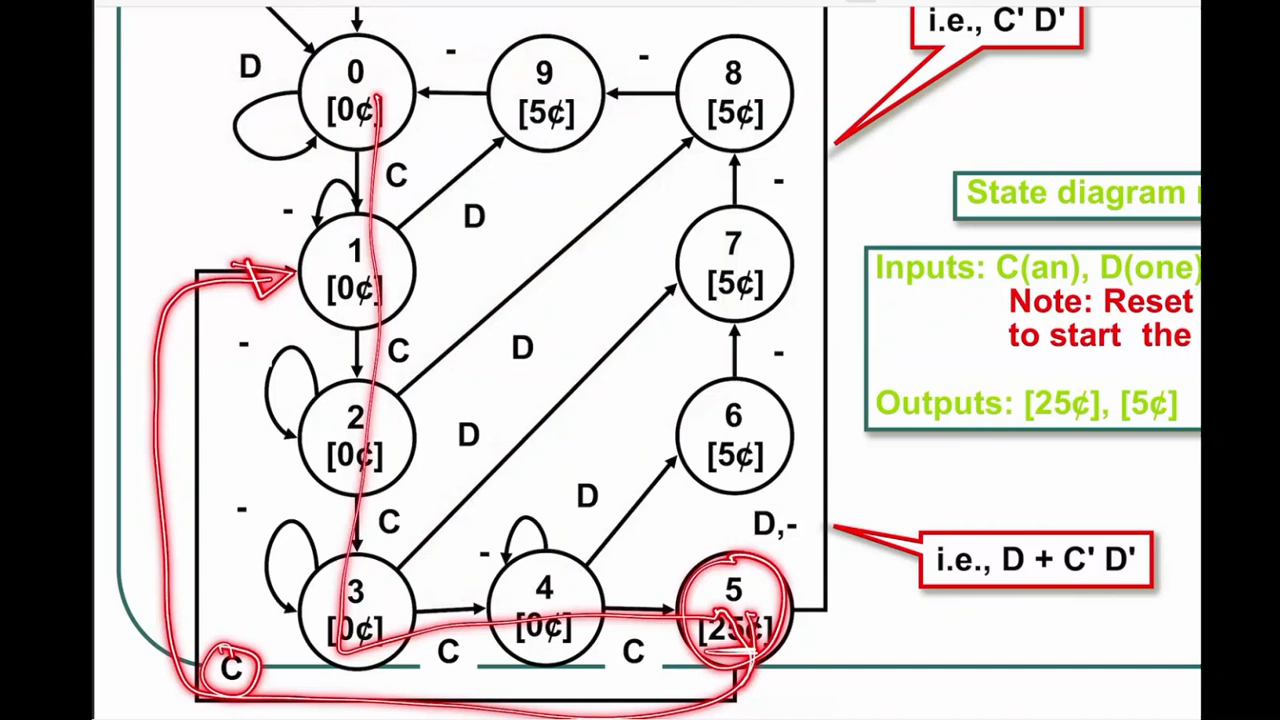 i.e., C' D'
D
0
[0¢]
-
9
[5¢]
-
8
[5¢]
C
-
D
-
State diagram
1
[0¢]
7
[5¢]
Inputs: C(an), D(one)
Note: Reset
to start the
-
C
D
-
Outputs: [25¢], [5¢]
2
[0¢]
D
6
[5¢]
-
C
D
D,-
i.e., D + C' D'
3
[0¢]
-
4
[0¢]
5
[25¢]
C
C
C